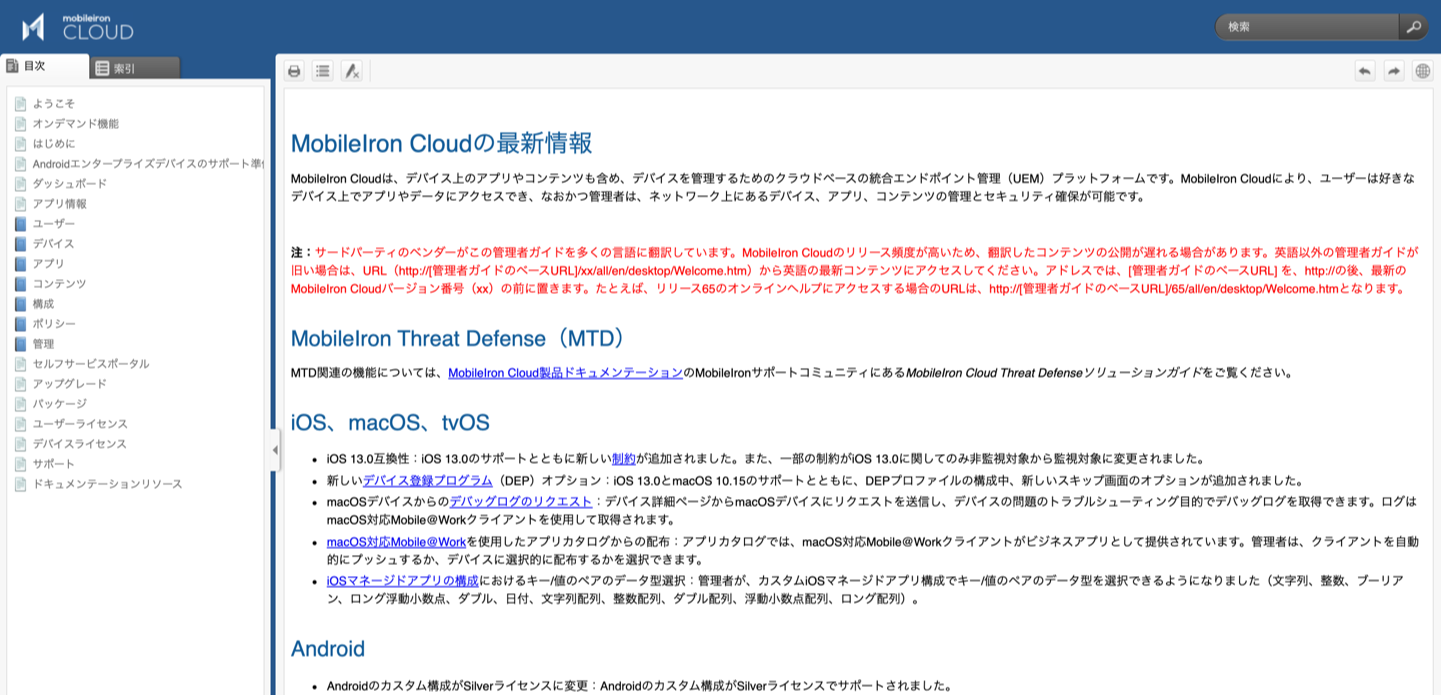 mobileiron
CLOUD
検索
目次
索引
ようこそ
オンデマンド機能
はじめに
Androidエンタープライズデバイスのサポート準
ダッシュボード
アプリ情報
ユーザー
デバイス
アプリ
コンテンツ
構成
ポリシー
管理
セルフサービスポータル
アップグレード
パッケージ
ユーザーライセンス
デバイスライセンス
サポート
ドキュメンテーションリソース
MobileIron Cloudの最新情報
MobileIron Cloudは、デバイス上のアプリやコンテンツも含め、デバイスを管理するためのクラウドベースの統合エンドポイント管理（UEM）プラットフォームです。MobileIron Cloudにより、ユーザーは好きな
デバイス上でアプリやデータにアクセスでき、なおかつ管理者は、ネットワーク上にあるデバイス、アプリ、コンテンツの管理とセキュリティ確保が可能です。
注：サードパーティのベンダーがこの管理者ガイドを多くの言語に翻訳しています。MobileIron Cloudのリリース頻度が高いため、翻訳したコンテンツの公開が遅れる場合があります。英語以外の管理者ガイドが
旧い場合は、URL（http://[管理者ガイドのベースURL]/xx/all/en/desktop/Welcome.htm）から英語の最新コンテンツにアクセスしてください。アドレスでは、[管理者ガイドのベースURL] を、http://の後、最新の
MobileIron Cloudバージョン番号（xx）の前に置きます。たとえば、リリース65のオンラインヘルプにアクセスする場合のURLは、http://[管理者ガイドのベースURL]/65/all/en/desktop/Welcome.htmとなります。
MobileIron Threat Defense（MTD）
MTD関連の機能については、MobileIron Cloud製品ドキュメンテーションのMobileIronサポートコミュニティにあるMobileIron Cloud Threat Defenseソリューションガイドをご覧ください。
iOS、macOS、tvOS
• iOS 13.0互換性：iOS 13.0のサポートとともに新しい制約が追加されました。また、一部の制約がiOS 13.0に関してのみ非監視対象から監視対象に変更されました。
• 新しいデバイス登録プログラム（DEP）オプション：iOS 13.0とmacOS 10.15のサポートとともに、DEPプロファイルの構成中、新しいスキップ画面のオプションが追加されました。
• macOSデバイスからのデバッグログのリクエスト：デバイス詳細ページからmacOSデバイスにリクエストを送信し、デバイスの問題のトラブルシューティング目的でデバッグログを取得できます。ログは
macOS対応Mobile@Workクライアントを使用して取得されます。
• macOS対応Mobile@Workを使用したアプリカタログからの配布：アプリカタログでは、macOS対応Mobile@Workクライアントがビジネスアプリとして提供されています。管理者は、クライアントを自動
的にプッシュするか、デバイスに選択的に配布するかを選択できます。
• iOSマネージドアプリの構成におけるキー/値のペアのデータ型選択：管理者が、カスタムiOSマネージドアプリ構成でキー/値のペアのデータ型を選択できるようになりました（文字列、整数、ブーリア
ン、ロング浮動小数点、ダブル、日付、文字列配列、整数配列、ダブル配列、浮動小数点配列、ロング配列）。
Android
• Androidのカスタム構成がSilverライセンスに変更：Androidのカスタム構成がSilverライセンスでサポートされました。